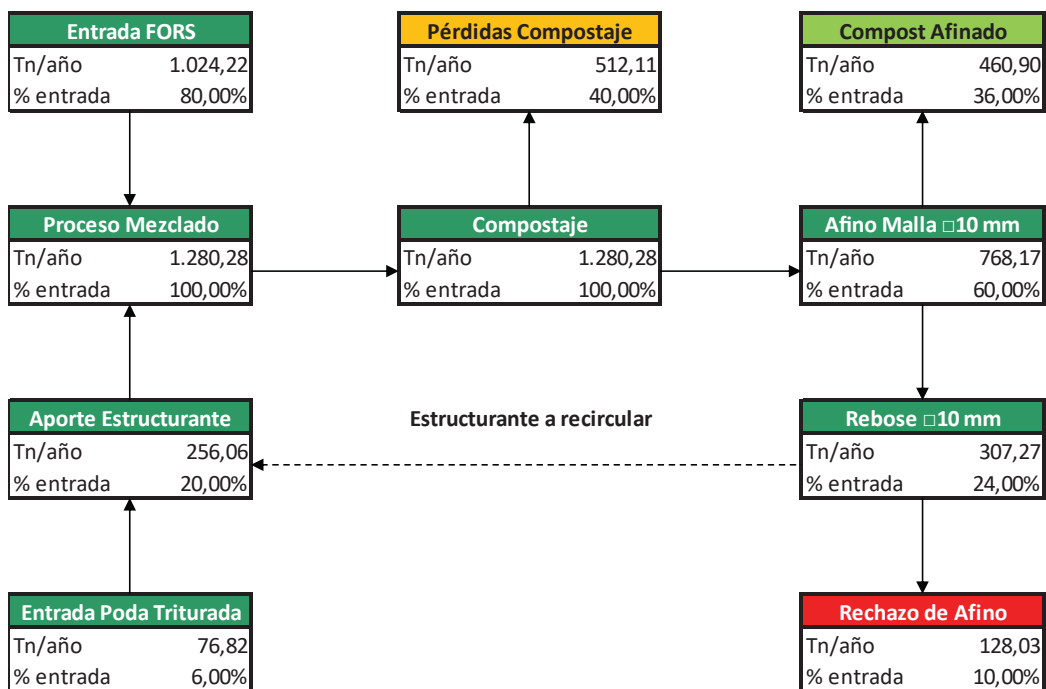 Entrada FORS
Tn/año 1.024,22
% entrada 80,00%
Pérdidas Compostaje
Tn/año 512,11
% entrada 40,00%
Compost Afinado
Tn/año 460,90
% entrada 36,00%
Proceso Mezclado
Tn/año 1.280,28
% entrada 100,00%
Compostaje
Tn/año 1.280,28
% entrada 100,00%
Afino Malla □10 mm
Tn/año 768,17
% entrada 60,00%
Aporte Estructurante
Tn/año 256,06
% entrada 20,00%
Estructurante a recircular
Rebose □10 mm
Tn/año 307,27
% entrada 24,00%
Entrada Poda Triturada
Tn/año 76,82
% entrada 6,00%
Rechazo de Afino
Tn/año 128,03
% entrada 10,00%